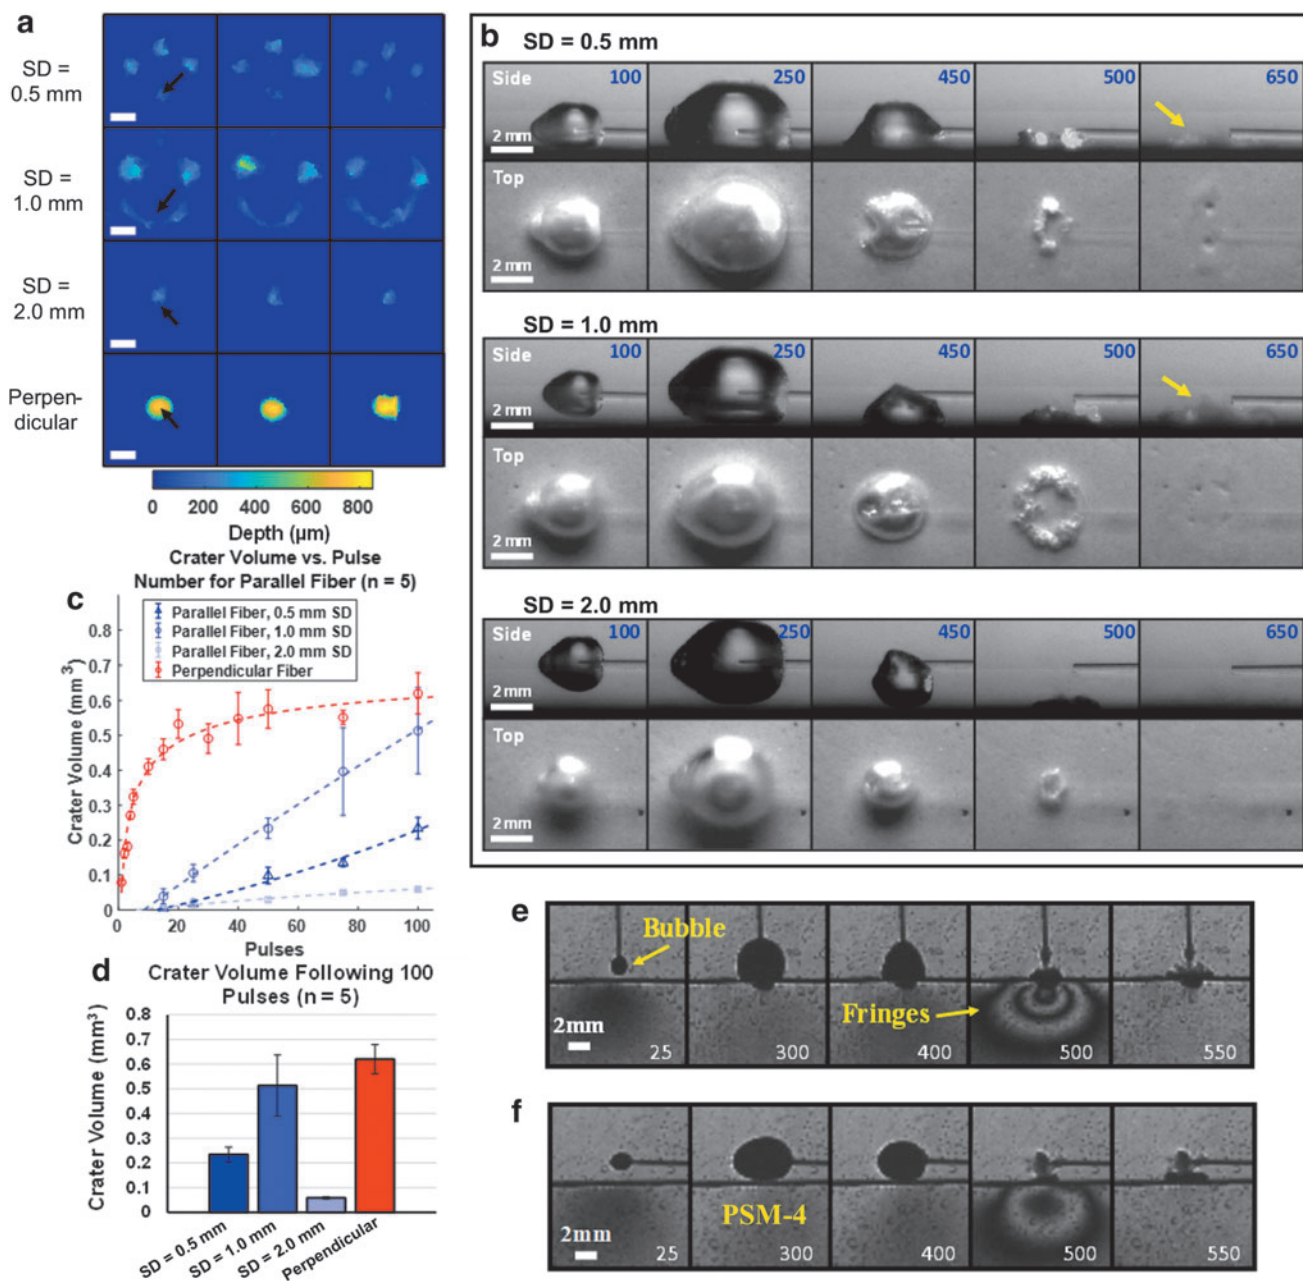 a
SD =
0.5 mm
SD =
1.0 mm
SD =
2.0 mm
Perpen-
dicular
0 200 400 600 800
Depth (µm)
b
SD = 0.5 mm
Side 100 250 450 500 650
2 mm
Top
2 mm
SD = 1.0 mm
Side 100 250 450 500 650
2 mm
Top
2 mm
SD = 2.0 mm
Side 100 250 450 500 650
2 mm
Top
2 mm
Crater Volume vs. Pulse
Number for Parallel Fiber (n = 5)
c
Parallel Fiber, 0.5 mm SD
Parallel Fiber, 1.0 mm SD
Parallel Fiber, 2.0 mm SD
Perpendicular Fiber
Crater Volume (mm³)
0.8
0.7
0.6
0.5
0.4
0.3
0.2
0.1
0
0 20 40 60 80 100
Pulses
d
Crater Volume Following 100
Pulses (n = 5)
Crater Volume (mm³)
0.8
0.7
0.6
0.5
0.4
0.3
0.2
0.1
0
SD = 0.5 mm
SD = 1.0 mm
SD = 2.0 mm
Perpendicular
e
Bubble
Fringes
2mm
25 300 400 500 550
f
PSM-4
2mm
25 300 400 500 550